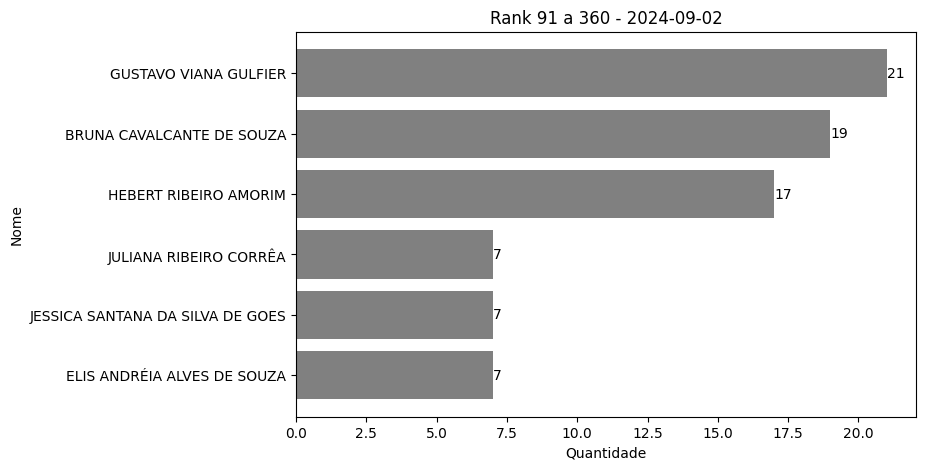 Rank 91 a 360 - 2024-09-02
GUSTAVO VIANA GULFIER
21
BRUNA CAVALCANTE DE SOUZA
19
HEBERT RIBEIRO AMORIM
17
JULIANA RIBEIRO CORRÊA
7
JESSICA SANTANA DA SILVA DE GOES
7
ELIS ANDRÉIA ALVES DE SOUZA
7
Nome
0.0 2.5 5.0 7.5 10.0 12.5 15.0 17.5 20.0
Quantidade